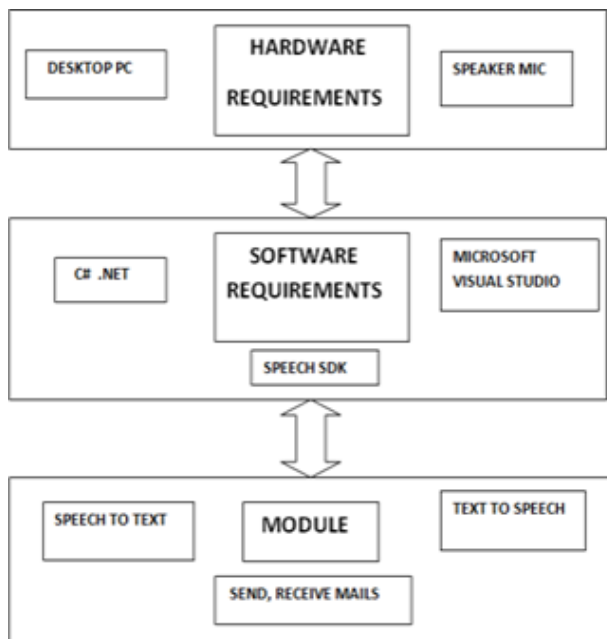 DESKTOP PC
HARDWARE
REQUIREMENTS
SPEAKER MIC
C# .NET
SOFTWARE
REQUIREMENTS
MICROSOFT
VISUAL STUDIO
SPEECH SDK
SPEECH TO TEXT
MODULE
TEXT TO SPEECH
SEND, RECEIVE MAILS